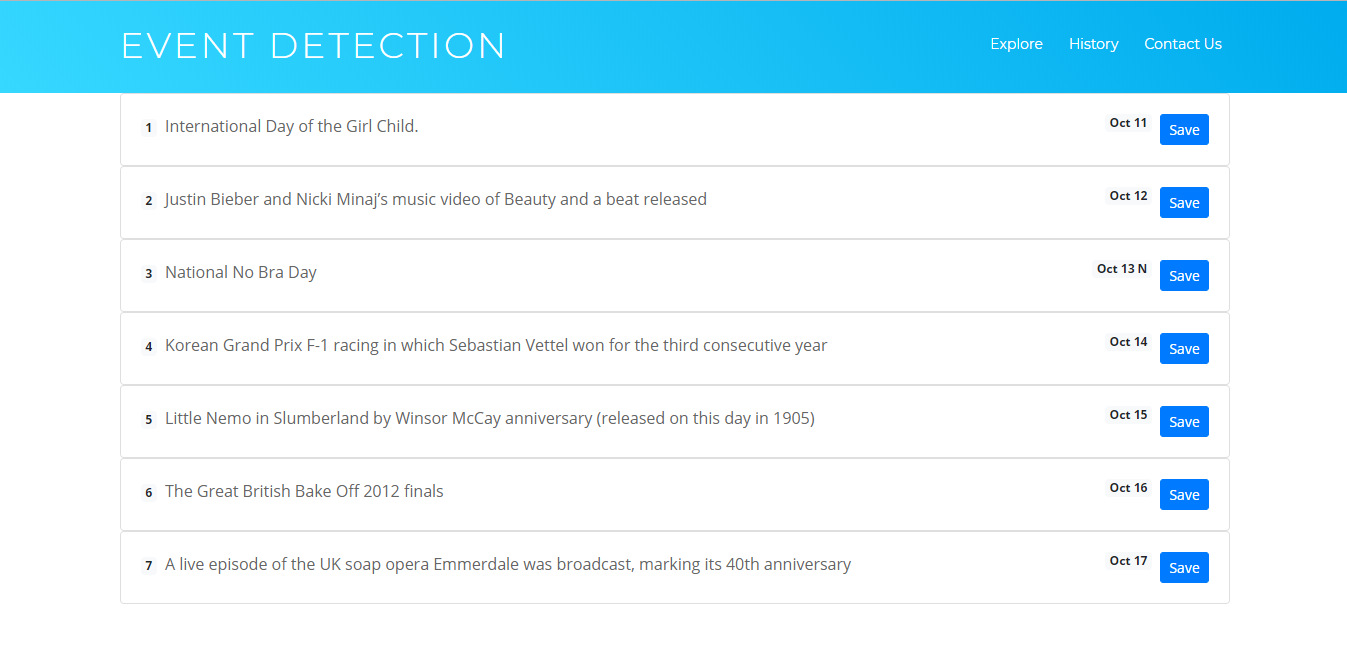 EVENT DETECTION Explore History Contact Us
1 International Day of the Girl Child. Oct 11 Save
2 Justin Bieber and Nicki Minaj’s music video of Beauty and a beat released Oct 12 Save
3 National No Bra Day Oct 13 N Save
4 Korean Grand Prix F-1 racing in which Sebastian Vettel won for the third consecutive year Oct 14 Save
5 Little Nemo in Slumberland by Winsor McCay anniversary (released on this day in 1905) Oct 15 Save
6 The Great British Bake Off 2012 finals Oct 16 Save
7 A live episode of the UK soap opera Emmerdale was broadcast, marking its 40th anniversary Oct 17 Save